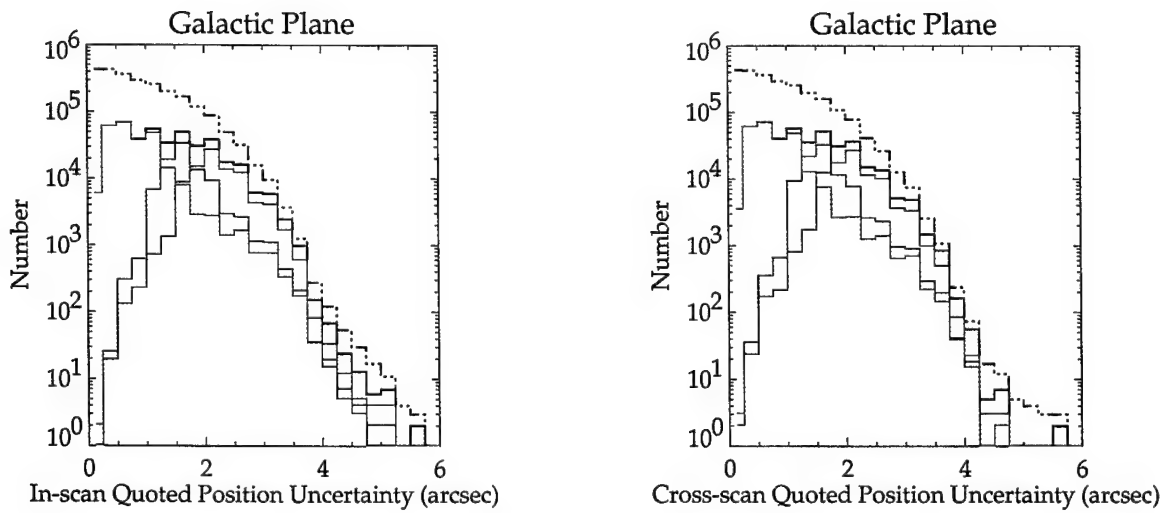 Galactic Plane
10^6
10^5
10^4
10^3
10^2
10^1
10^0
Number
0 2 4 6
In-scan Quoted Position Uncertainty (arcsec)
Galactic Plane
10^6
10^5
10^4
10^3
10^2
10^1
10^0
Number
0 2 4 6
Cross-scan Quoted Position Uncertainty (arcsec)